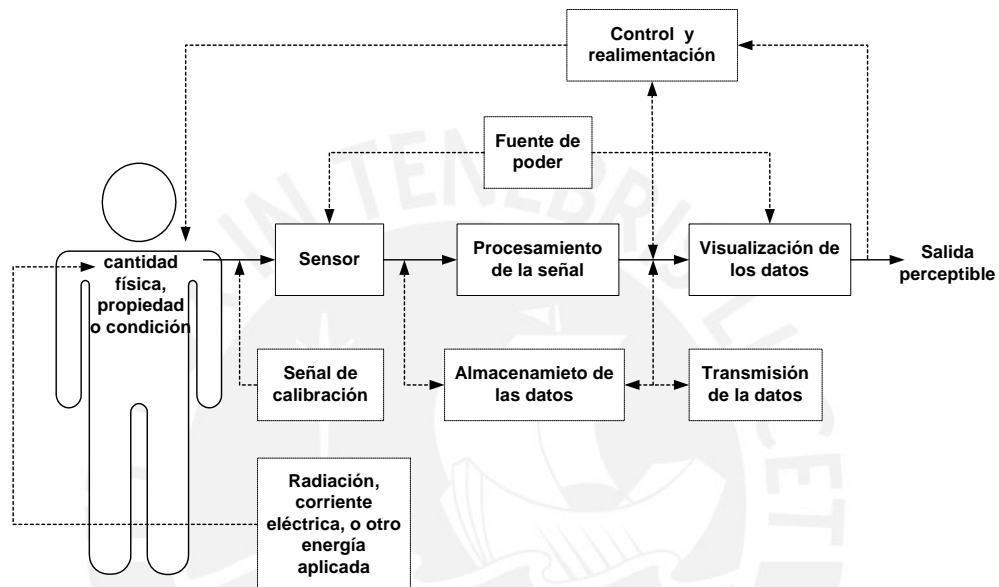 Control y
realimentación
Fuente de
poder
cantidad
física,
propiedad
o condición
Sensor
Procesamiento
de la señal
Visualización de
los datos
Salida
perceptible
Señal de
calibración
Almacenamieto de
las datos
Transmisión
de la datos
Radiación,
corriente
eléctrica, o otro
energía
aplicada